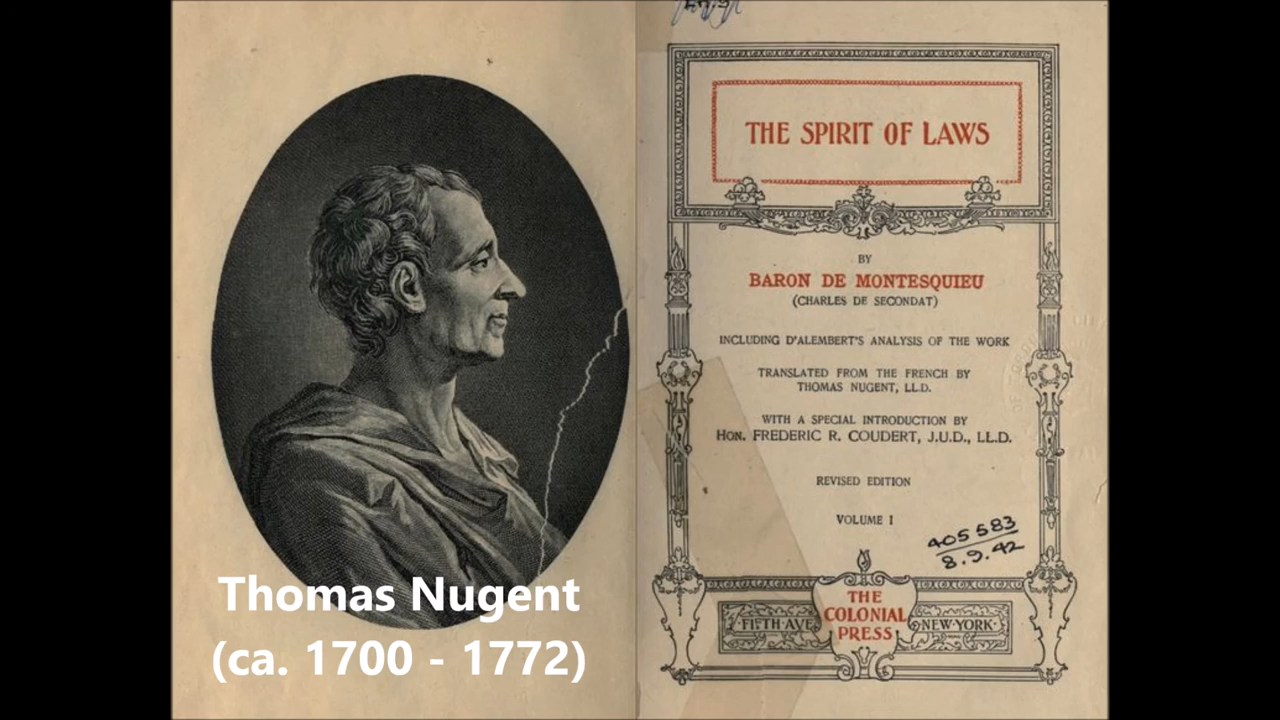 Thomas Nugent
(ca. 1700 - 1772)
THE SPIRIT OF LAWS
BY
BARON DE MONTESQUIEU
(CHARLES DE SECONDAT)
INCLUDING D'ALEMBERT'S ANALYSIS OF THE WORK
TRANSLATED FROM THE FRENCH BY
THOMAS NUGENT, LL.D.
WITH A SPECIAL INTRODUCTION BY
HON. FREDERIC R. COUDERT, J.U.D., LL.D.
REVISED EDITION
VOLUME I
405583
8.9.42
THE
COLONIAL
PRESS
FIFTH AVE
NEW YORK